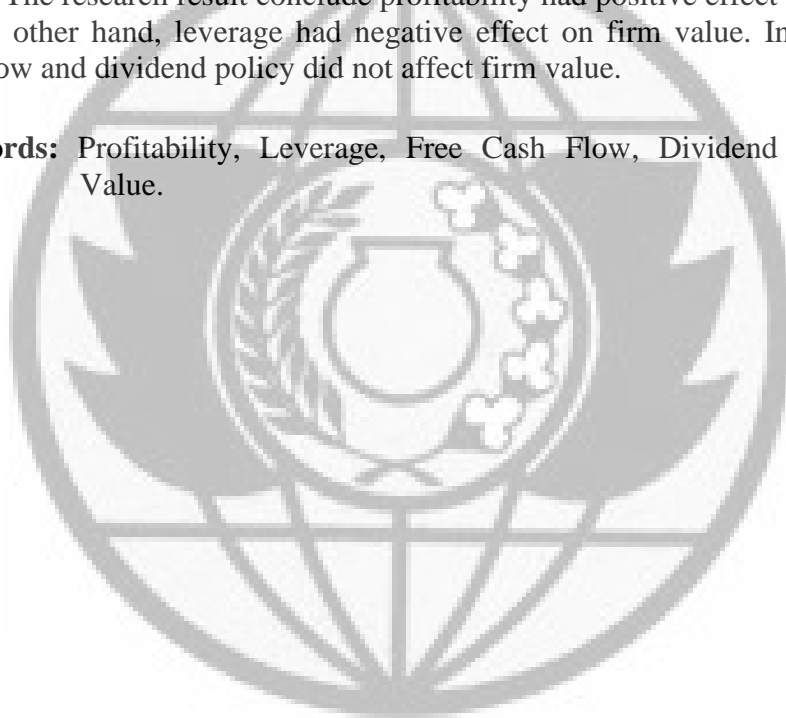 The research result conclude profitability had positive effect
other hand, leverage had negative effect on firm value. In
ow and dividend policy did not affect firm value.
ords: Profitability, Leverage, Free Cash Flow, Dividend
Value.